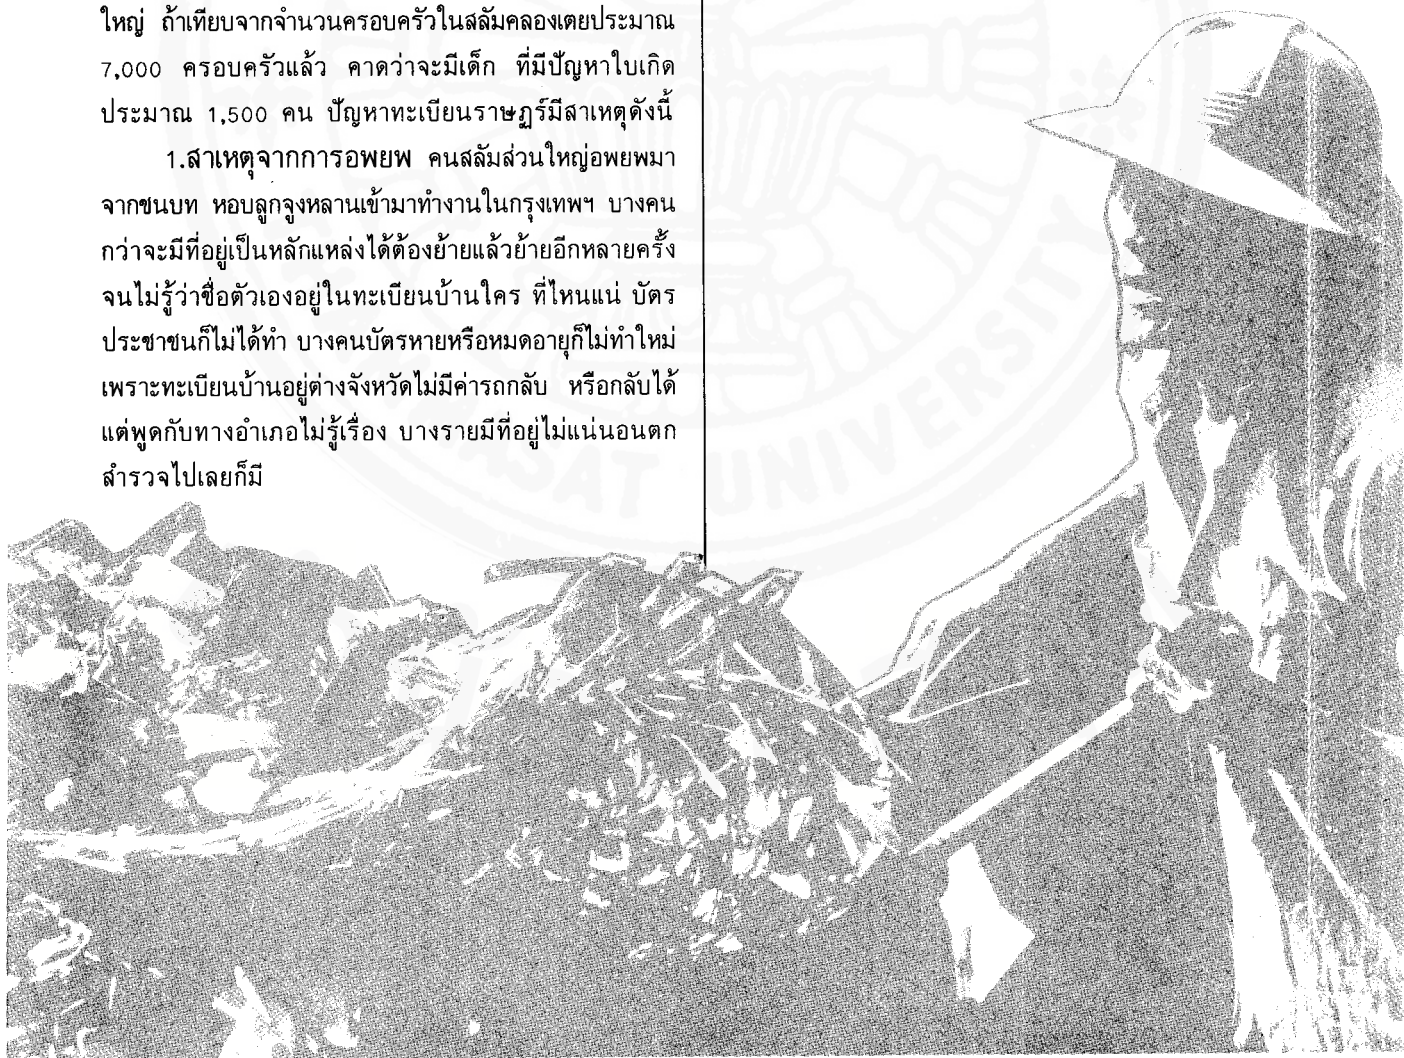 ใหญ่ ถ้าเทียบจากจำนวนครอบครัวในสลัมคลองเตยประมาณ
7,000 ครอบครัวแล้ว คาดว่าจะมีเด็ก ที่มีปัญหาใบเกิด
ประมาณ 1,500 คน ปัญหาทะเบียนราษฏร์มีสาเหตุดังนี้
1.สาเหตุจากการอพยพ คนสลัมส่วนใหญ่อพยพมา
จากชนบท หอบลูกจูงหลานเข้ามาทำงานในกรุงเทพฯ บางคน
กว่าจะมีที่อยู่เป็นหลักแหล่งได้ต้องย้ายแล้วย้ายอีกหลายครั้ง
จนไม่รู้ว่าชื่อตัวเองอยู่ในทะเบียนบ้านใคร ที่ไหนแน่ บัตร
ประชาชนก็ไม่ได้ทำ บางคนบัตรหายหรือหมดอายุก็ไม่ทำใหม่
เพราะทะเบียนบ้านอยู่ต่างจังหวัดไม่มีค่ารถกลับ หรือกลับได้
แต่พูดกับทางอำเภอไม่รู้เรื่อง บางรายมีที่อยู่ไม่แน่นอนตก
สำรวจไปเลยก็มี
UNIVERSITY